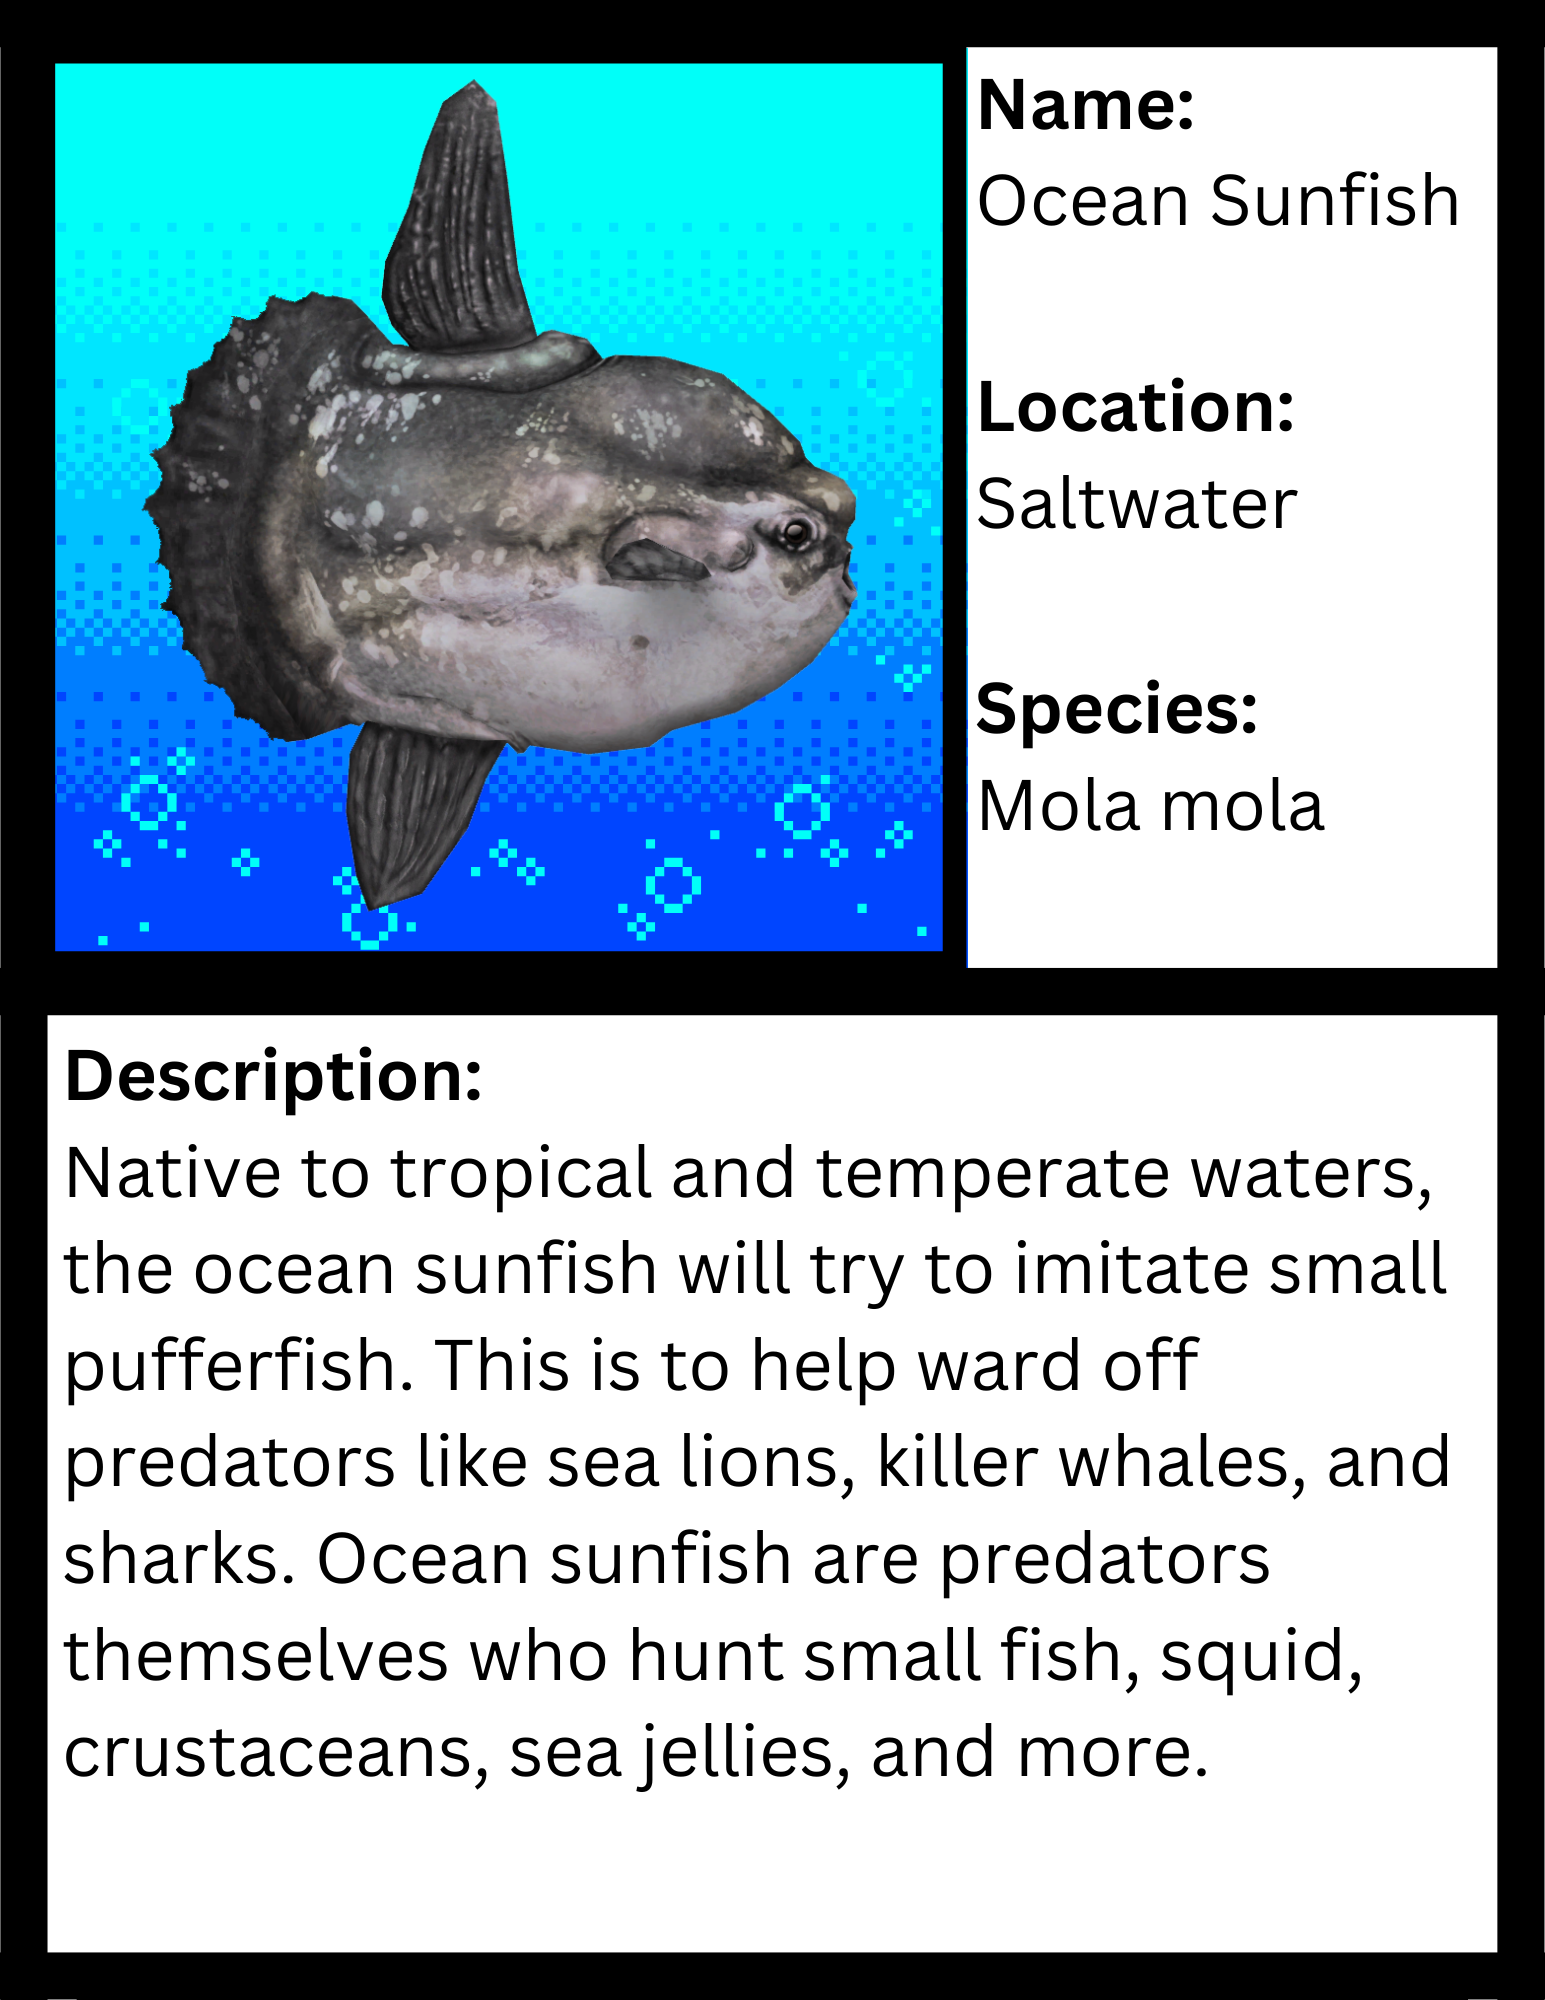 Name:
Ocean Sunfish
Location:
Saltwater
Species:
Mola mola
Description:
Native to tropical and temperate waters,
the ocean sunfish will try to imitate small
pufferfish. This is to help ward off
predators like sea lions, killer whales, and
sharks. Ocean sunfish are predators
themselves who hunt small fish, squid,
crustaceans, sea jellies, and more.